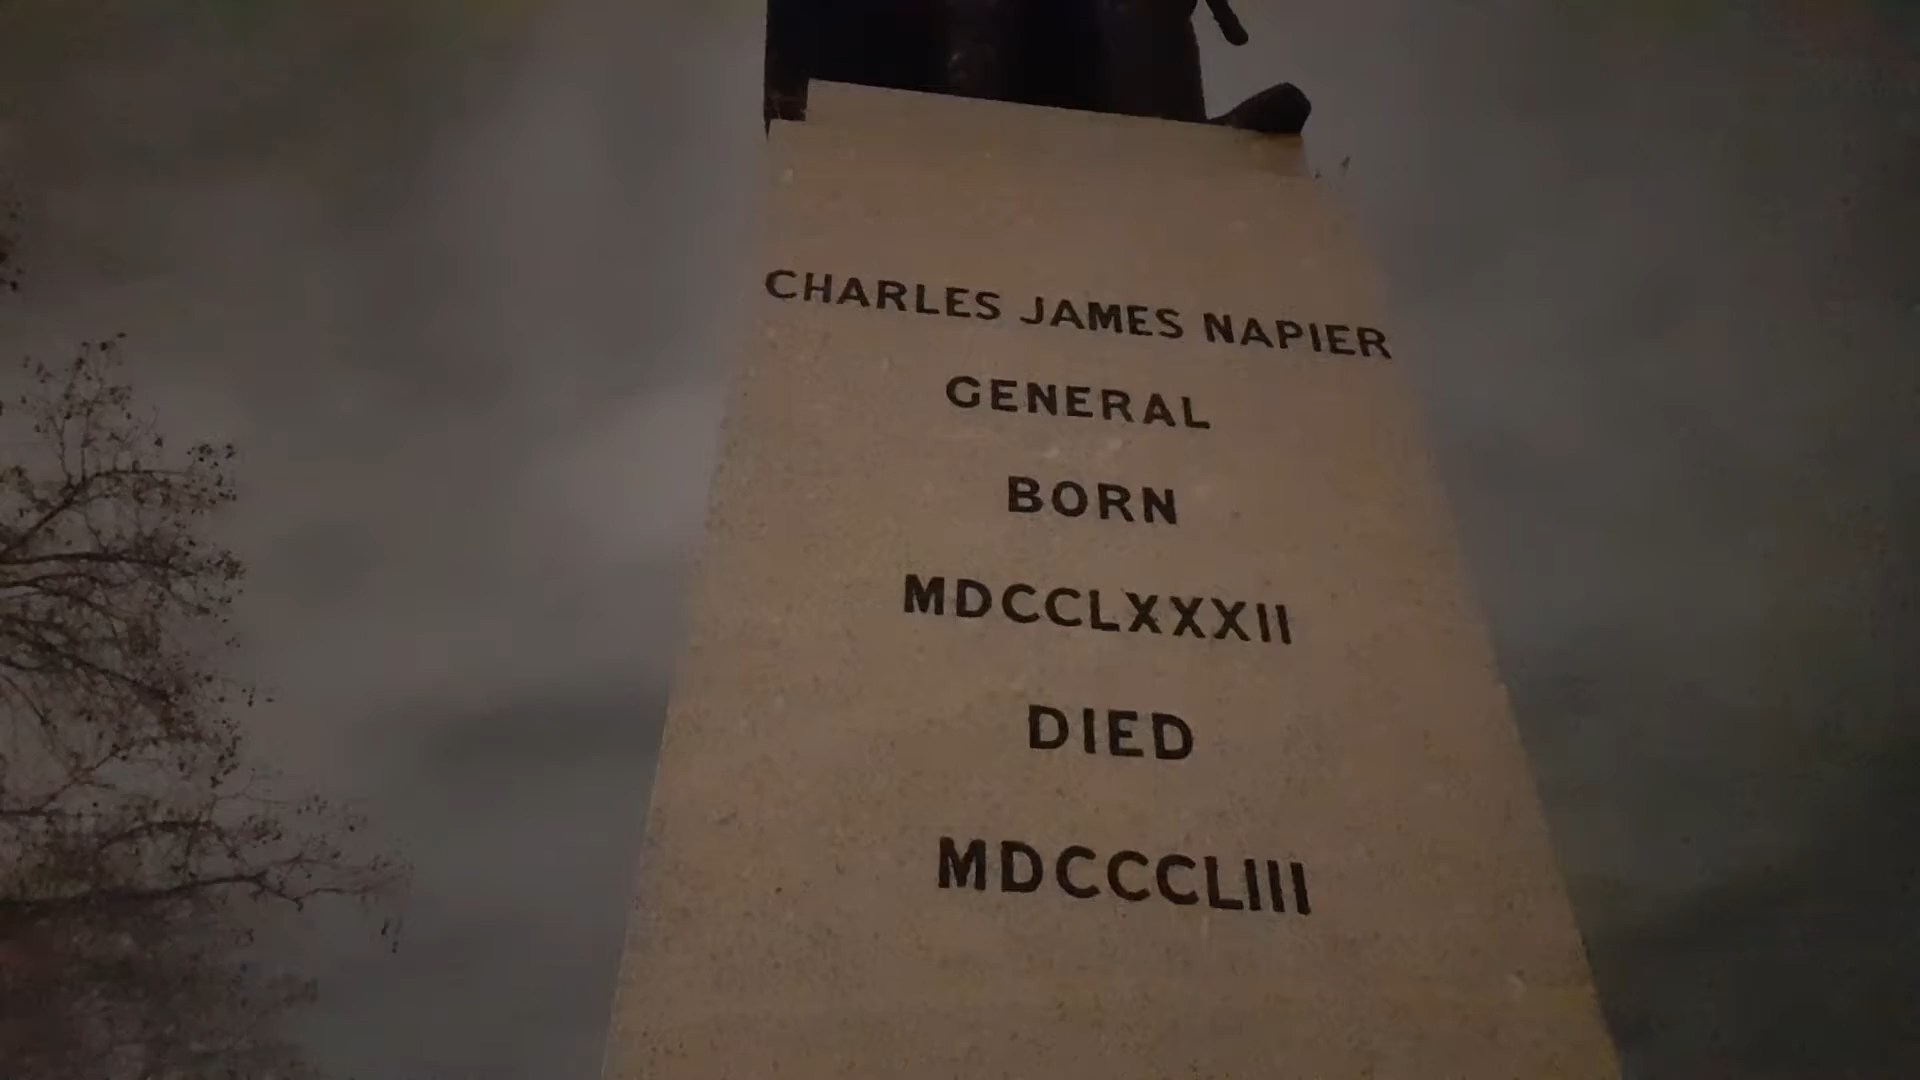 CHARLES JAMES NAPIER
GENERAL
BORN
MDCCLXXXII
DIED
MDCCCLIII